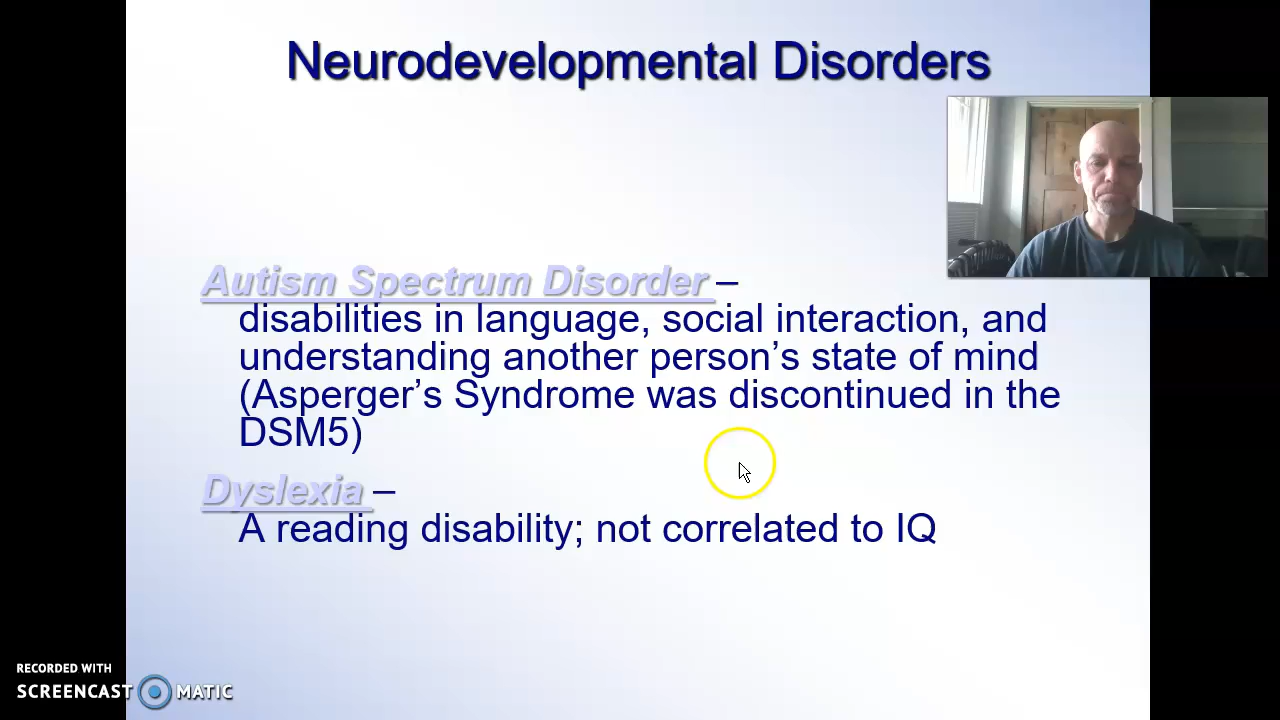 Neurodevelopmental Disorders
Autism Spectrum Disorder –
disabilities in language, social interaction, and
understanding another person’s state of mind
(Asperger’s Syndrome was discontinued in the
DSM5)
Dyslexia –
A reading disability; not correlated to IQ
RECORDED WITH
SCREENCAST MATIC